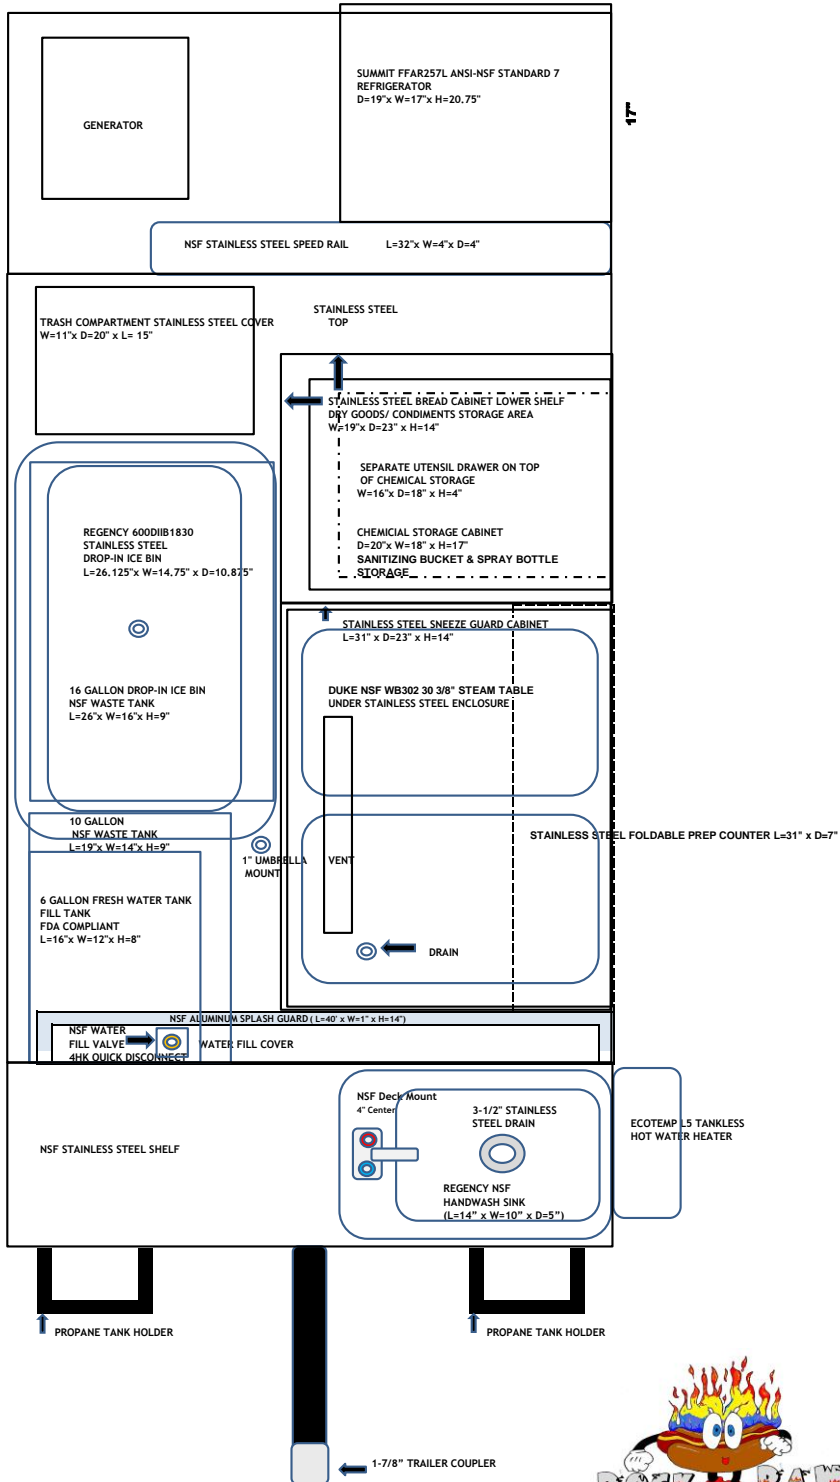 SUMMIT FFAR257L ANSI-NSF STANDARD 7
REFRIGERATOR
D=19"x W=17"x H=20.75"
17"
GENERATOR
NSF STAINLESS STEEL SPEED RAIL L=32"x W=4"x D=4"
STAINLESS STEEL
TOP
TRASH COMPARTMENT STAINLESS STEEL COVER
W=11"x D=20" x L= 15"
STAINLESS STEEL BREAD CABINET LOWER SHELF
DRY GOODS/ CONDIMENTS STORAGE AREA
W=19"x D=23" x H=14"
SEPARATE UTENSIL DRAWER ON TOP
OF CHEMICAL STORAGE
W=16"x D=18" x H=4"
CHEMICIAL STORAGE CABINET
D=20"x W=18" x H=17"
SANITIZING BUCKET & SPRAY BOTTLE
STORAGE
REGENCY 600DIIB1830
STAINLESS STEEL
DROP-IN ICE BIN
L=26.125"x W=14.75" x D=10.875"
STAINLESS STEEL SNEEZE GUARD CABINET
L=31" x D=23" x H=14"
16 GALLON DROP-IN ICE BIN
NSF WASTE TANK
L=26"x W=16"x H=9"
DUKE NSF WB302 30 3/8" STEAM TABLE
UNDER STAINLESS STEEL ENCLOSURE
10 GALLON
NSF WASTE TANK
L=19"x W=14"x H=9"
STAINLESS STEEL FOLDABLE PREP COUNTER L=31" x D=7"
1" UMBRELLA
MOUNT
VENT
6 GALLON FRESH WATER TANK
FILL TANK
FDA COMPLIANT
L=16"x W=12"x H=8"
DRAIN
NSF ALUMINUM SPLASH GUARD ( L=40' x W=1" x H=14")
NSF WATER
FILL VALVE
4HK QUICK DISCONNECT
WATER FILL COVER
NSF Deck Mount
4" Center
3-1/2" STAINLESS
STEEL DRAIN
ECOTEMP L5 TANKLESS
HOT WATER HEATER
NSF STAINLESS STEEL SHELF
REGENCY NSF
HANDWASH SINK
(L=14” x W=10” x D=5”)
PROPANE TANK HOLDER
PROPANE TANK HOLDER
1-7/8” TRAILER COUPLER